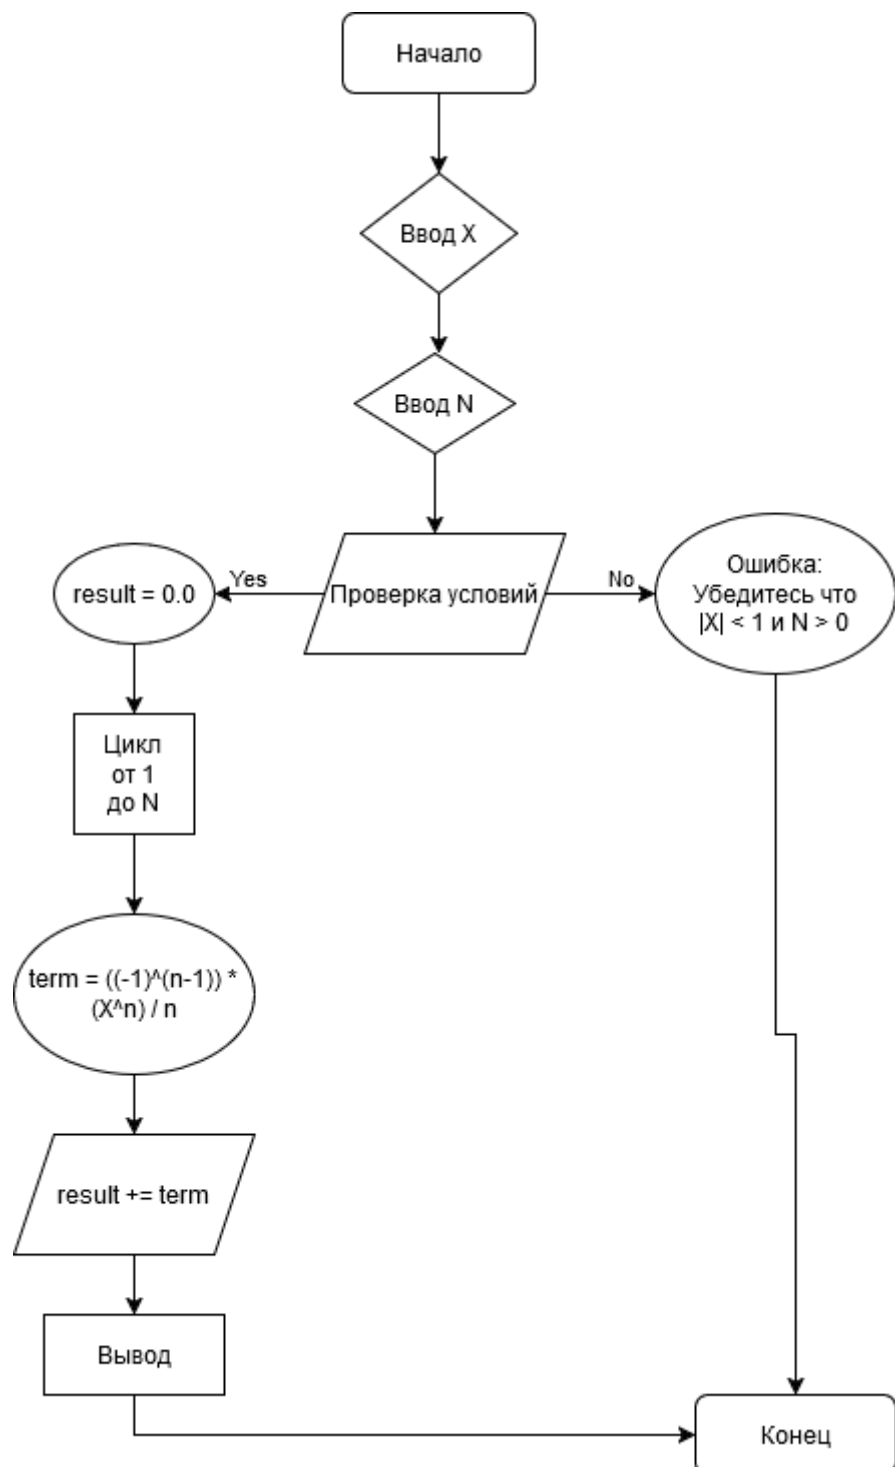 Начало
Ввод X
Ввод N
Проверка условий
Yes
No
result = 0.0
Ошибка:
Убедитесь что
|X| < 1 и N > 0
Цикл
от 1
до N
term = ((-1)^(n-1)) *
(X^n) / n
result += term
Вывод
Конец